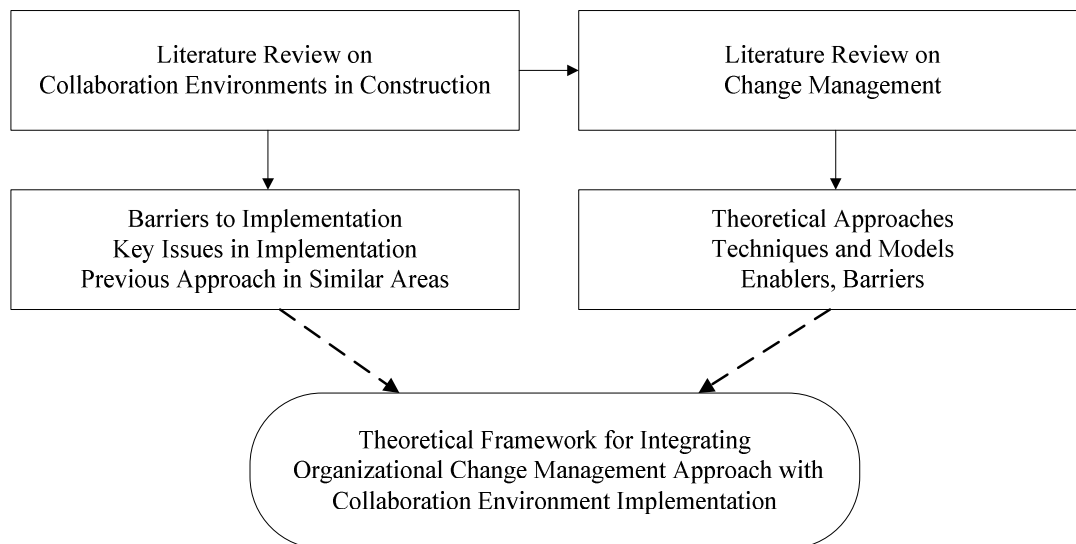 Literature Review on
Collaboration Environments in Construction
Literature Review on
Change Management
Barriers to Implementation
Key Issues in Implementation
Previous Approach in Similar Areas
Theoretical Approaches
Techniques and Models
Enablers, Barriers
Theoretical Framework for Integrating
Organizational Change Management Approach with
Collaboration Environment Implementation